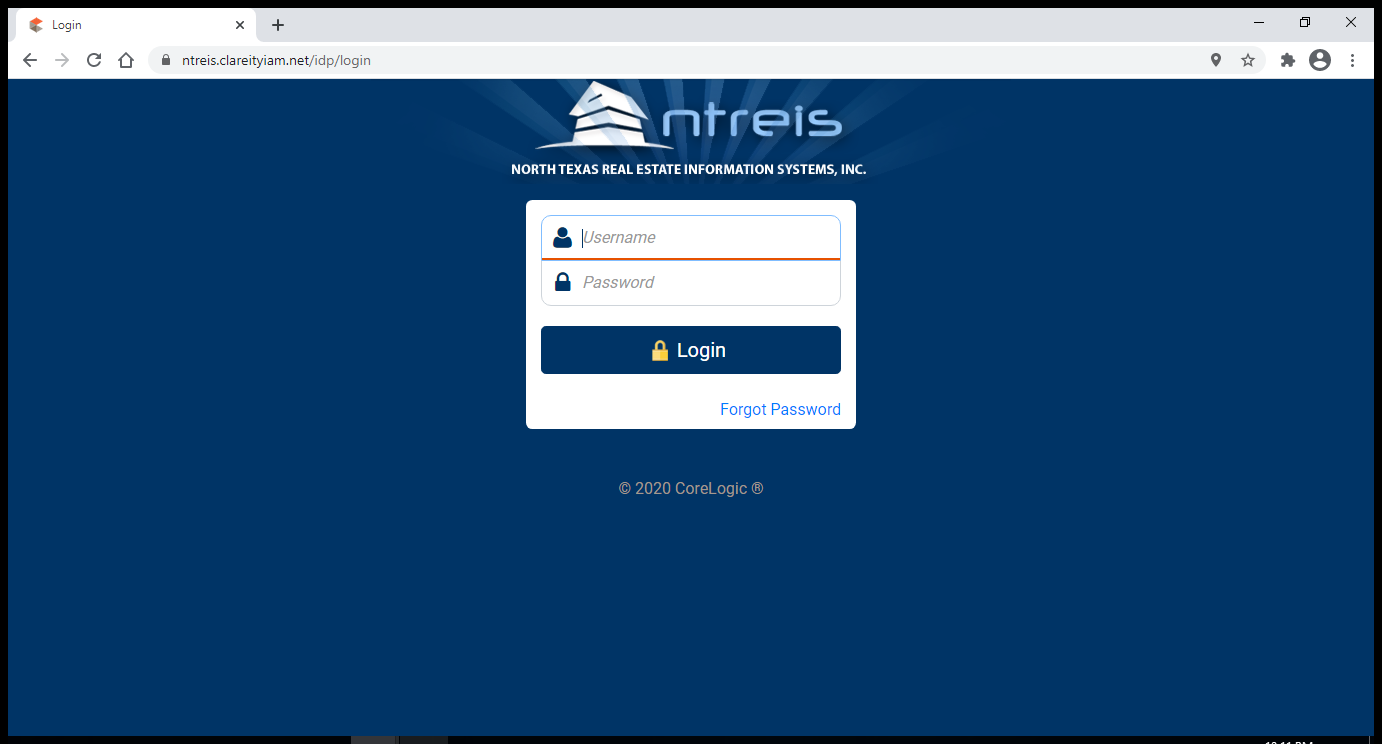 Login
ntreis.clareityiam.net/idp/login
ntreis
NORTH TEXAS REAL ESTATE INFORMATION SYSTEMS, INC.
Username
Password
Login
Forgot Password
© 2020 CoreLogic ®